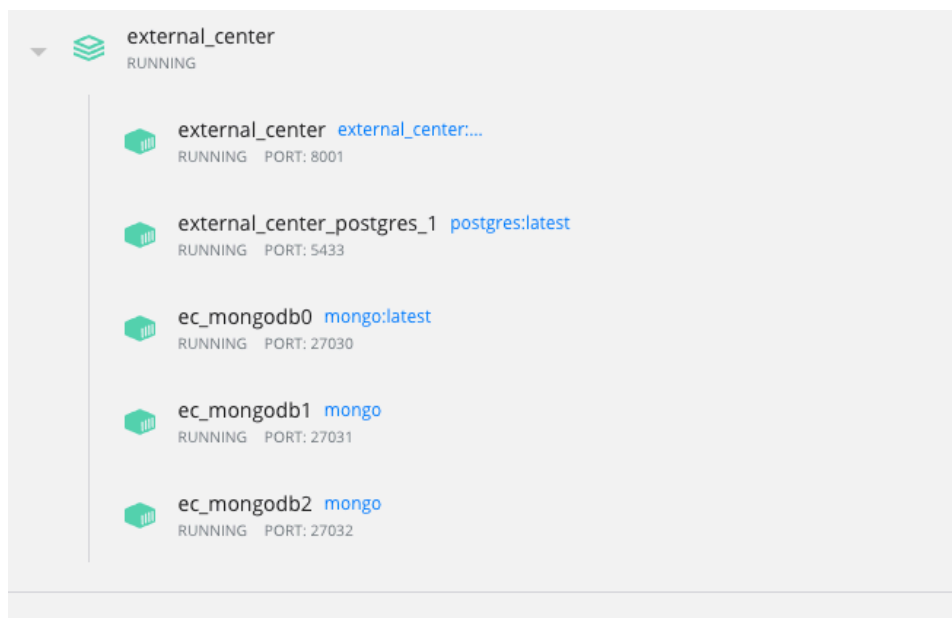 external_center
RUNNING
external_center external_center:...
RUNNING PORT: 8001
external_center_postgres_1 postgres:latest
RUNNING PORT: 5433
ec_mongodb0 mongo:latest
RUNNING PORT: 27030
ec_mongodb1 mongo
RUNNING PORT: 27031
ec_mongodb2 mongo
RUNNING PORT: 27032